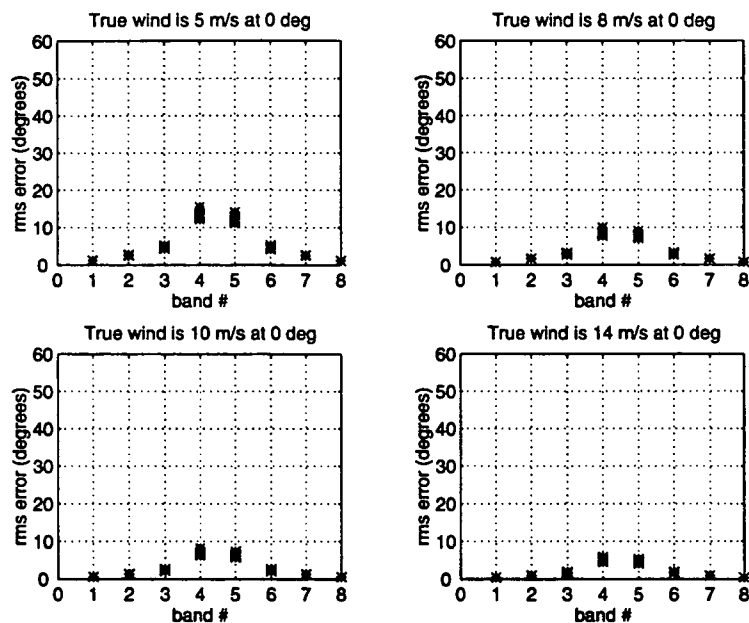 True wind is 5 m/s at 0 deg
60
50
40
30
20
10
0
rms error (degrees)
0 1 2 3 4 5 6 7 8
band #
True wind is 8 m/s at 0 deg
60
50
40
30
20
10
0
rms error (degrees)
0 1 2 3 4 5 6 7 8
band #
True wind is 10 m/s at 0 deg
60
50
40
30
20
10
0
rms error (degrees)
0 1 2 3 4 5 6 7 8
band #
True wind is 14 m/s at 0 deg
60
50
40
30
20
10
0
rms error (degrees)
0 1 2 3 4 5 6 7 8
band #